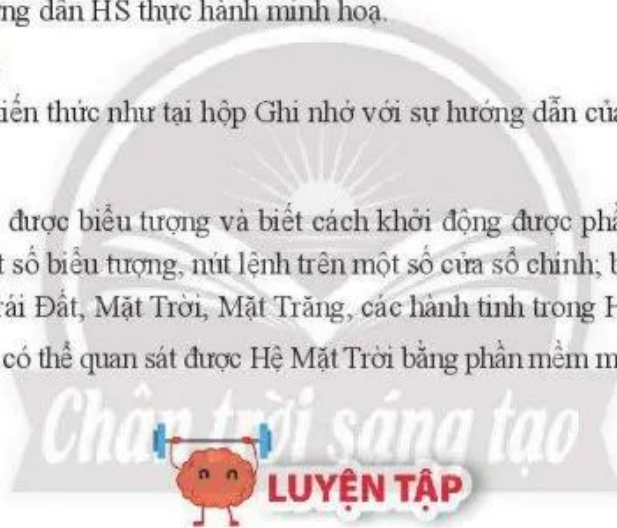 ng dẫn HS thực hành minh hoạ.
iến thức như tại hộp Ghi nhớ với sự hướng dẫn củ
được biểu tượng và biết cách khởi động được ph
số biểu tượng, nút lệnh trên một số cửa sổ chính;
rái Đất, Mặt Trời, Mặt Trăng, các hành tinh trong
có thể quan sát được Hệ Mặt Trời bằng phần mềm
Chân trời sáng tạo
LUYỆN TẬP